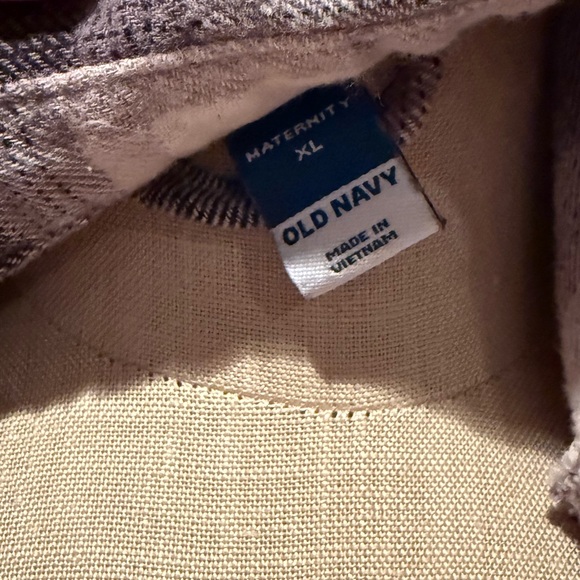 MATERNITY
XL
OLD NAVY
MADE IN
VIETNAM